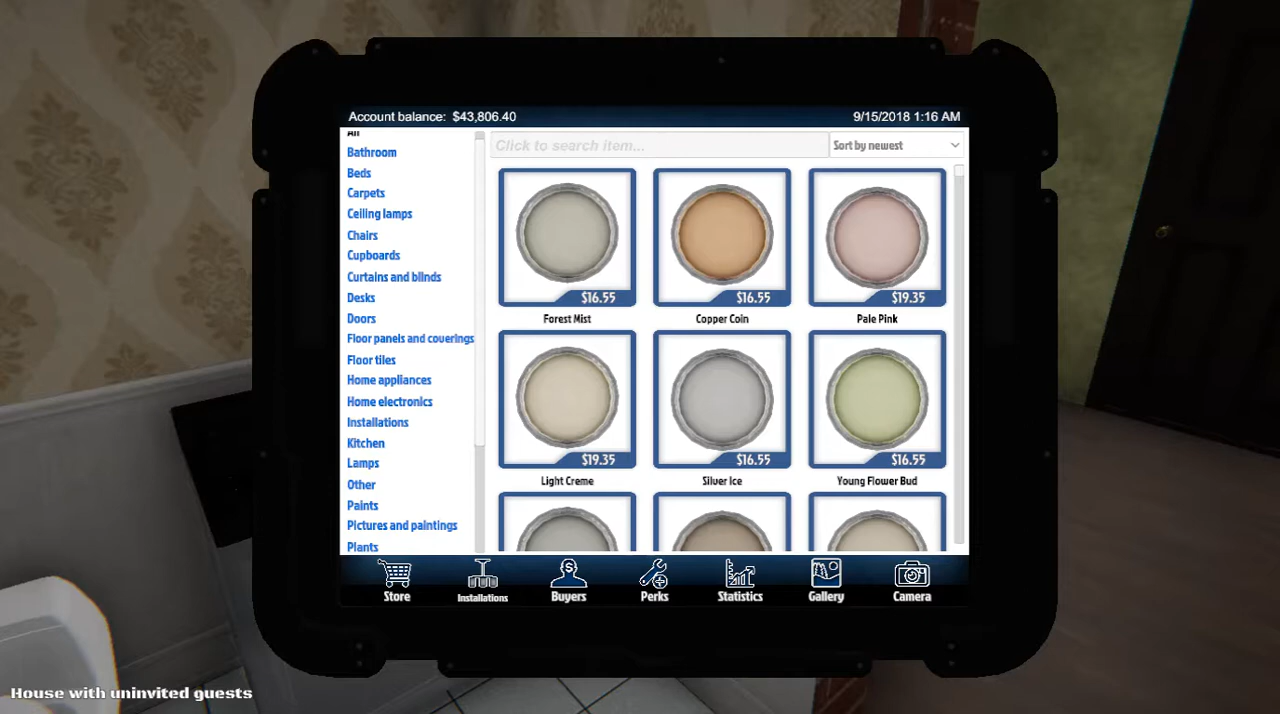 Account balance: $43,806.40
9/15/2018 1:16 AM
All
Bathroom
Beds
Carpets
Ceiling lamps
Chairs
Cupboards
Curtains and blinds
Desks
Doors
Floor panels and coverings
Floor tiles
Home appliances
Home electronics
Installations
Kitchen
Lamps
Other
Paints
Pictures and paintings
Plants
Click to search item...
Sort by newest
$16.55
$16.55
$19.35
Forest Mist
Copper Coin
Pale Pink
$19.35
$16.55
$16.55
Light Creme
Silver Ice
Young Flower Bud
Store
Installations
Buyers
Perks
Statistics
Gallery
Camera
House with uninvited guests